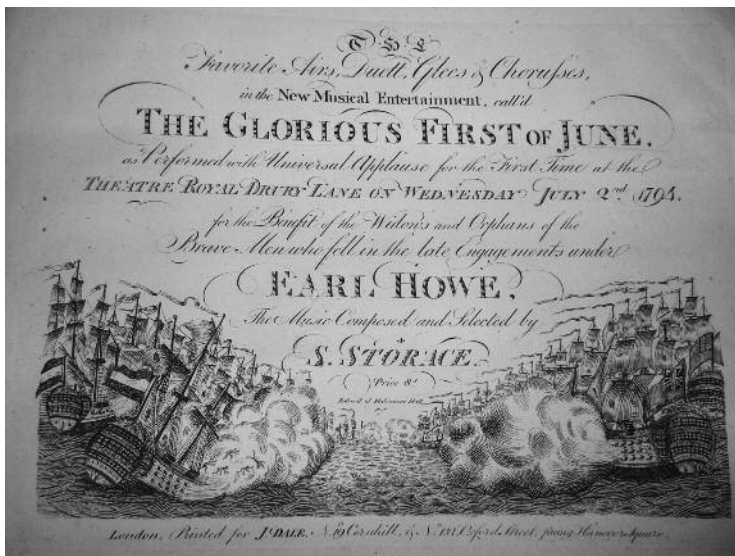 THE
Favorite Airs, Duett, Glees & Chorusses,
in the New Musical Entertainment, call'd
THE GLORIOUS FIRST OF JUNE.
as Performed with Universal Applause for the First Time at the
THEATRE ROYAL DRURY LANE ON WEDNESDAY JULY 2nd 1794.
for the Benefit of the Widows and Orphans of the
Brave Men who fell in the late Engagements under
EARL HOWE,
The Music Composed and Selected by
S. STORACE.
Price 8s
London, Printed for Js DALE, No 19 Cornhill, & No 132, Oxford Street, facing Hanover Square.